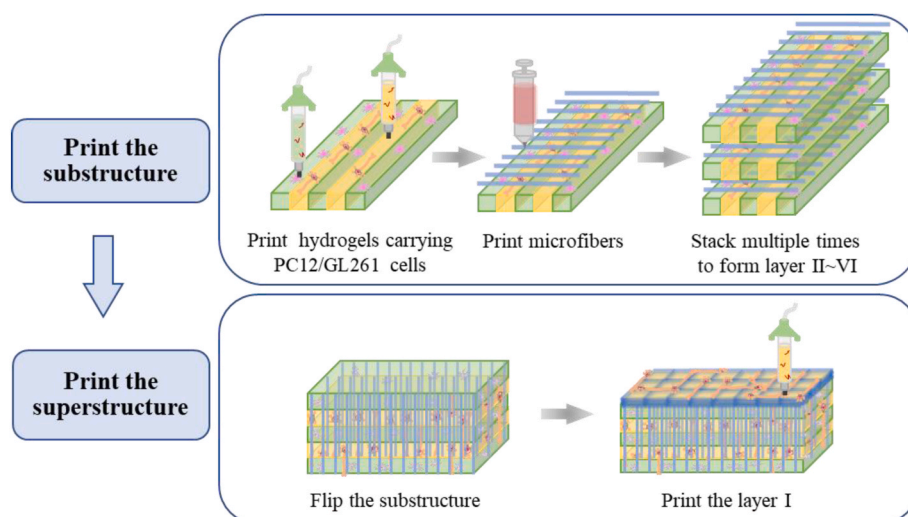 Print the
substructure
Print hydrogels carrying
PC12/GL261 cells
Print microfibers
Stack multiple times
to form layer II~VI
Print the
superstructure
Flip the substructure
Print the layer I